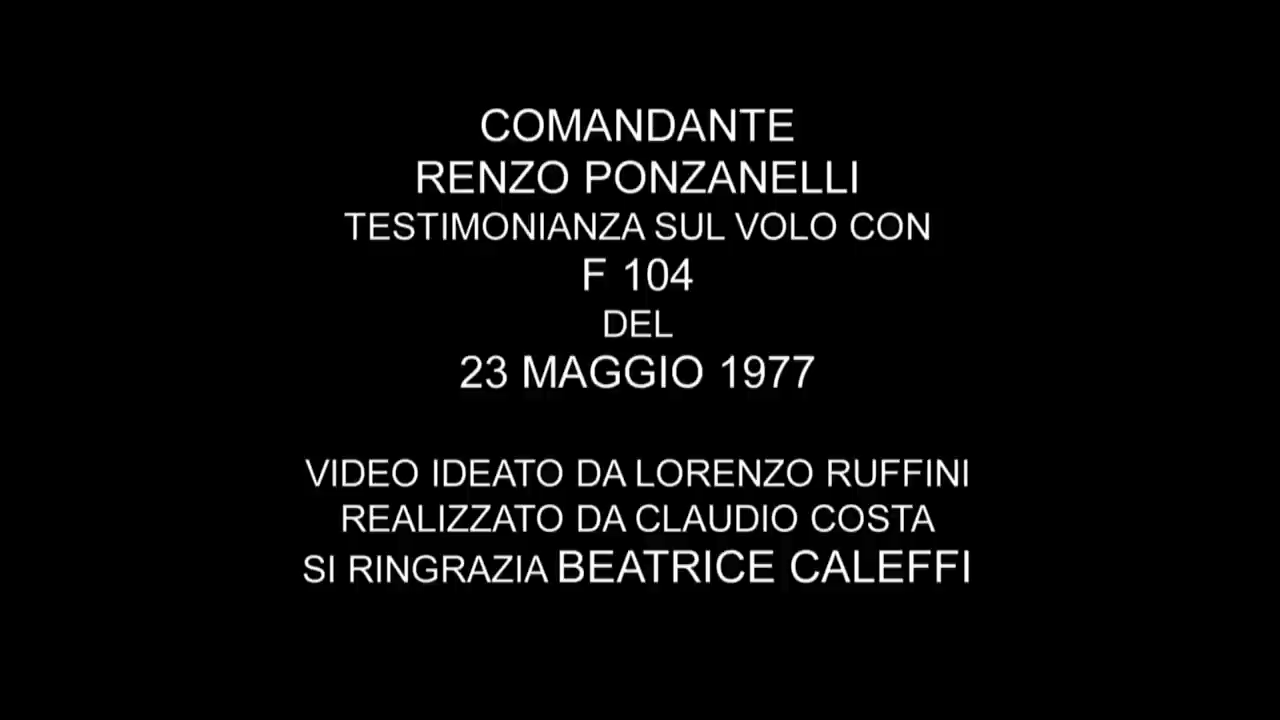 COMANDANTE
RENZO PONZANELLI
TESTIMONIANZA SUL VOLO CON
F 104
DEL
23 MAGGIO 1977
VIDEO IDEATO DA LORENZO RUFFINI
REALIZZATO DA CLAUDIO COSTA
SI RINGRAZIA BEATRICE CALEFFI